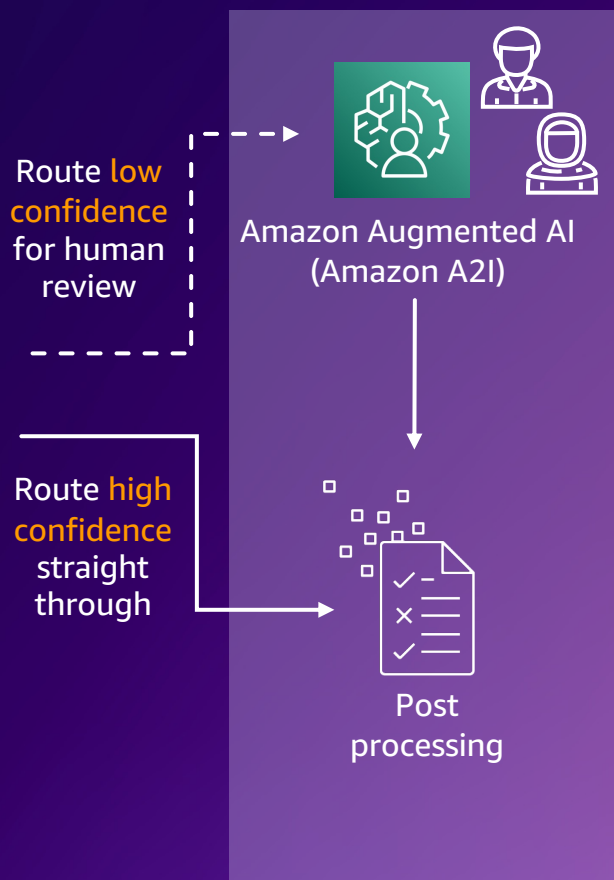 Route low
confidence
for human
review
Amazon Augmented AI
(Amazon A2I)
Route high
confidence
straight
through
Post
processing